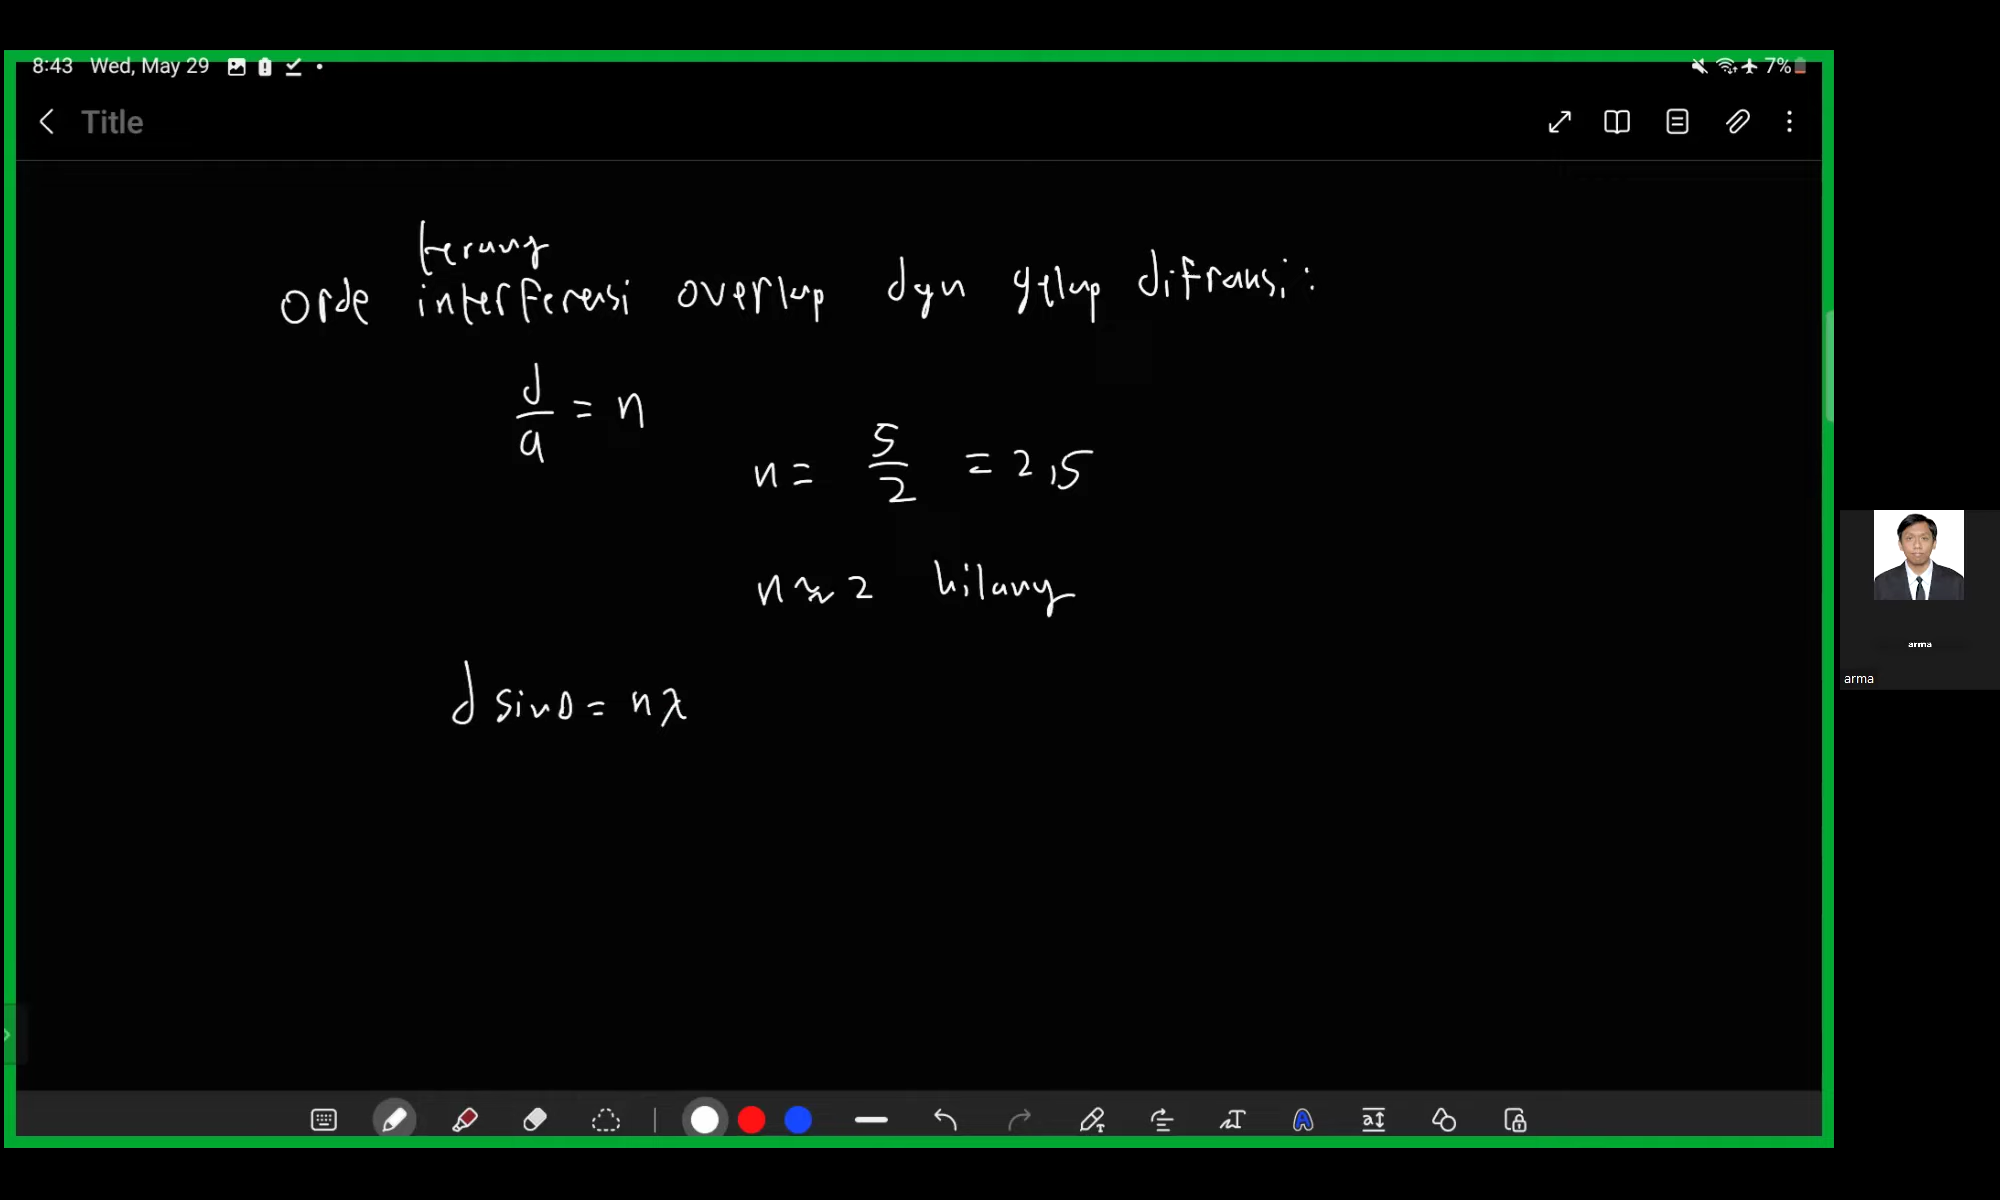 8:43 Wed, May 29
7%
Title
terang
orde interferensi overlap dgn gelap difraksi:
d/a = n
n = 5/2 = 2,5
n ≈ 2 hilang
d sinθ = nλ
arma
arma